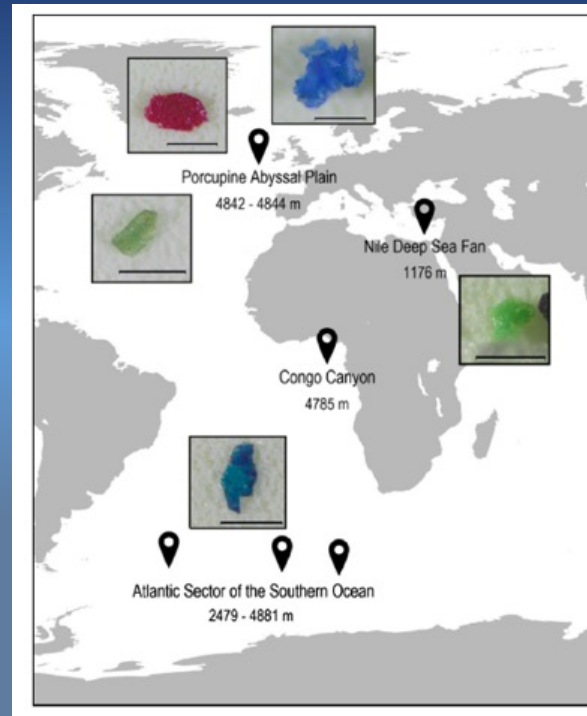 Porcupine Abyssal Plain
4842 - 4844 m
Nile Deep Sea Fan
1176 m
Congo Canyon
4785 m
Atlantic Sector of the Southern Ocean
2479 - 4881 m